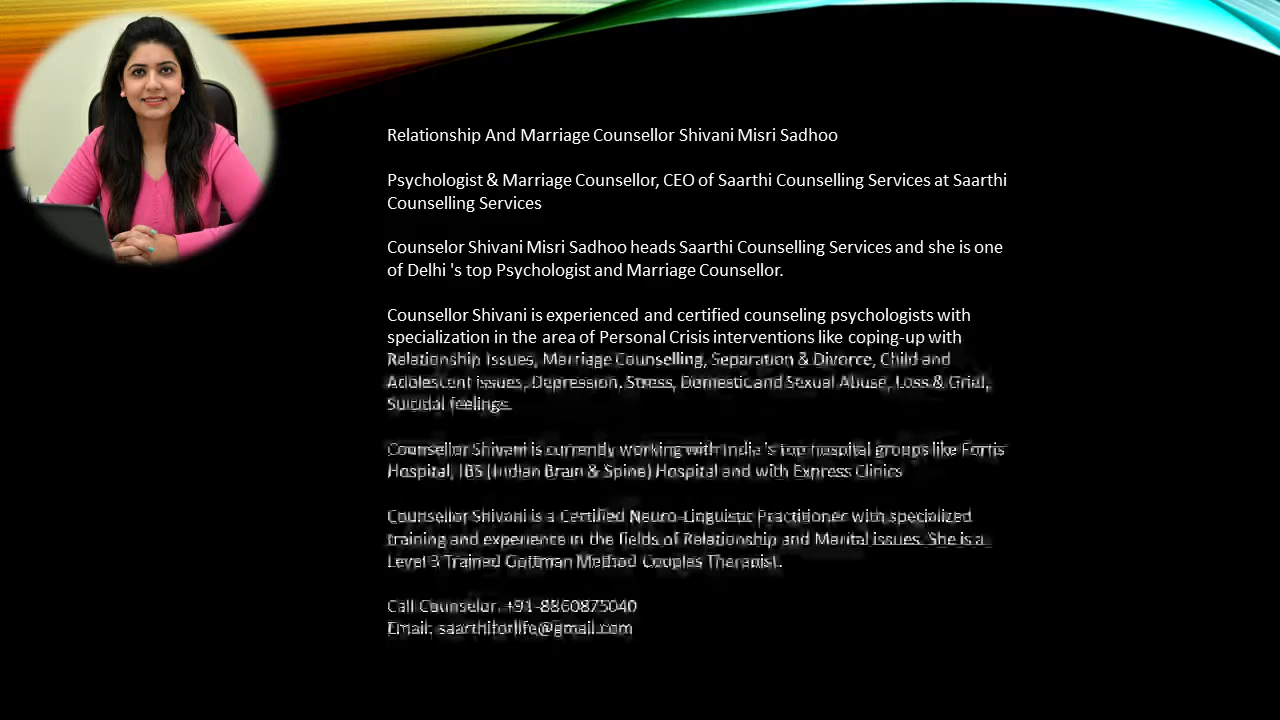 Relationship And Marriage Counsellor Shivani Misri Sadhoo
Psychologist & Marriage Counsellor, CEO of Saarthi Counselling Services at Saarthi
Counselling Services
Counselor Shivani Misri Sadhoo heads Saarthi Counselling Services and she is one
of Delhi 's top Psychologist and Marriage Counsellor.
Counsellor Shivani is experienced and certified counseling psychologists with
specialization in the area of Personal Crisis interventions like coping-up with
Relationship Issues, Marriage Counselling, Separation & Divorce, Child and
Adolescent issues, Depression, Stress, Domestic and Sexual Abuse, Loss & Grief,
Suicidal feelings.
Counsellor Shivani is currently working with India 's top hospital groups like Fortis
Hospital, IBS (Indian Brain & Spine) Hospital and with Express Clinics
Counsellor Shivani is a Certified Neuro-Linguistic Practitioner with specialized
training and experience in the fields of Relationship and Marital issues. She is a
Level 3 Trained Gottman Method Couples Therapist.
Call Counselor. +91-8860875040
Email: saarthiforlife@gmail.com